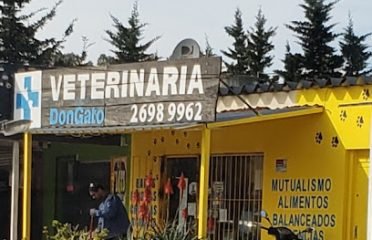 VETERINARIA
DonGato 2698 9962
MUTUALISMO
ALIMENTOS
BALANCEADOS